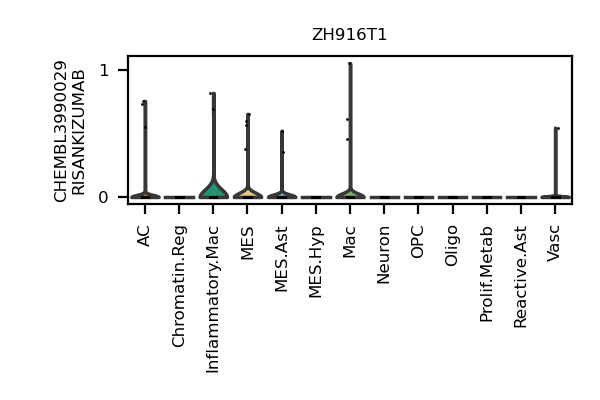 ZH916T1
CHEMBL3990029
RISANKIZUMAB
1
0
AC
Chromatin.Reg
Inflammatory.Mac
MES
MES.Ast
MES.Hyp
Mac
Neuron
OPC
Oligo
Prolif.Metab
Reactive.Ast
Vasc